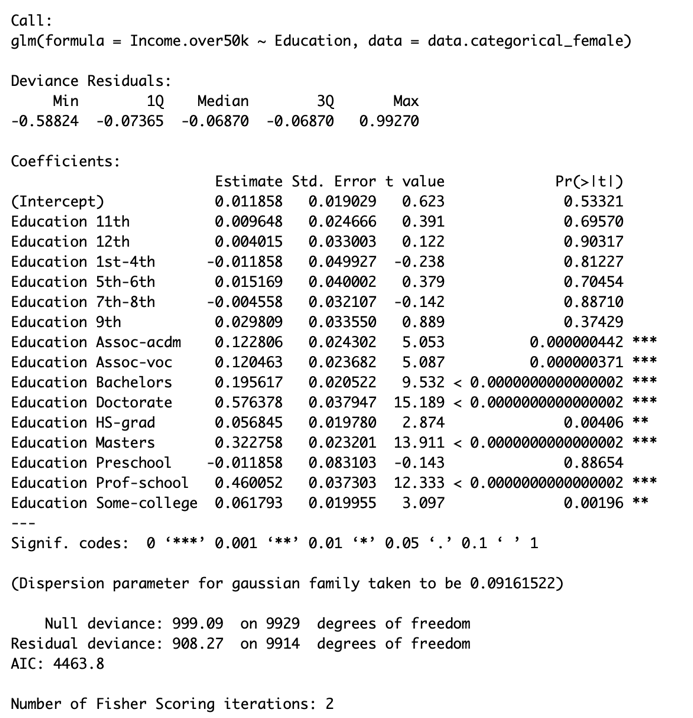 Call:
glm(formula = Income.over50k ~ Education, data = data.categorical_female)
Deviance Residuals:
Min 1Q Median 3Q Max
-0.58824 -0.07365 -0.06870 -0.06870 0.99270
Coefficients:
Estimate Std. Error t value Pr(>|t|)
(Intercept) 0.011858 0.019029 0.623 0.53321
Education 11th 0.009648 0.024666 0.391 0.69570
Education 12th 0.004015 0.033003 0.122 0.90317
Education 1st-4th -0.011858 0.049927 -0.238 0.81227
Education 5th-6th 0.015169 0.040002 0.379 0.70454
Education 7th-8th -0.004558 0.032107 -0.142 0.88710
Education 9th 0.029809 0.033550 0.889 0.37429
Education Assoc-acdm 0.122806 0.024302 5.053 0.000000442 ***
Education Assoc-voc 0.120463 0.023682 5.087 0.000000371 ***
Education Bachelors 0.195617 0.020522 9.532 < 0.0000000000000002 ***
Education Doctorate 0.576378 0.037947 15.189 < 0.0000000000000002 ***
Education HS-grad 0.056845 0.019780 2.874 0.00406 **
Education Masters 0.322758 0.023201 13.911 < 0.0000000000000002 ***
Education Preschool -0.011858 0.083103 -0.143 0.88654
Education Prof-school 0.460052 0.037303 12.333 < 0.0000000000000002 ***
Education Some-college 0.061793 0.019955 3.097 0.00196 **
---
Signif. codes: 0 ‘***’ 0.001 ‘**’ 0.01 ‘*’ 0.05 ‘.’ 0.1 ‘ ’ 1
(Dispersion parameter for gaussian family taken to be 0.09161522)
Null deviance: 999.09 on 9929 degrees of freedom
Residual deviance: 908.27 on 9914 degrees of freedom
AIC: 4463.8
Number of Fisher Scoring iterations: 2